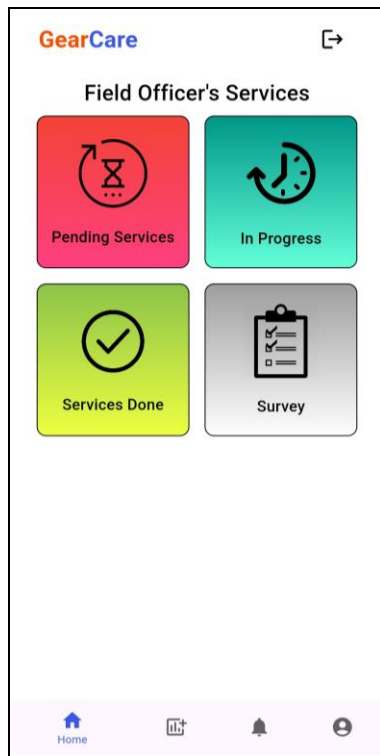 GearCare
Field Officer's Services
Pending Services
In Progress
Services Done
Survey
Home